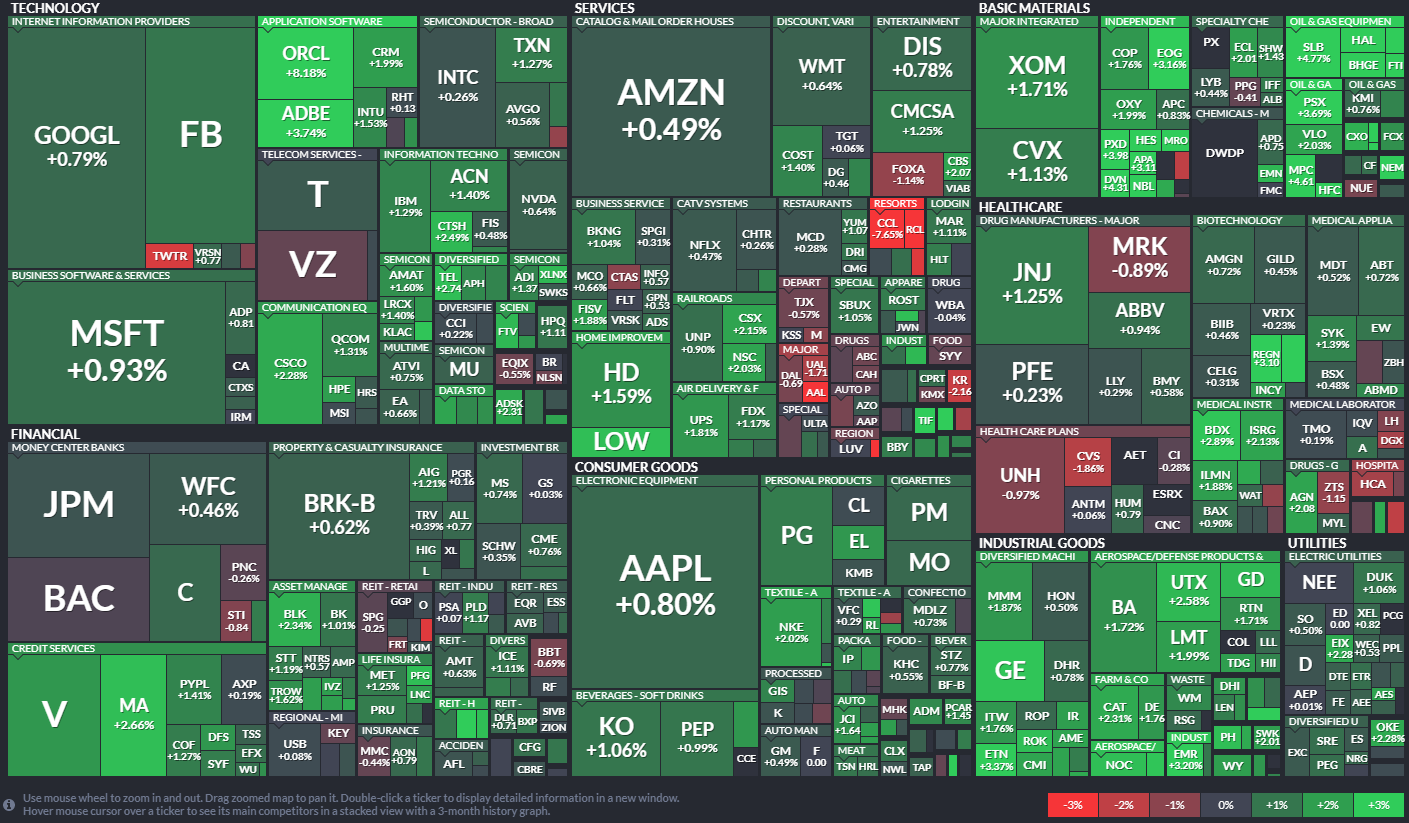 TECHNOLOGY
INTERNET INFORMATION PROVIDERS
GOOGL
+0.79%
FB
TWTR
VRSN
+0.77
APPLICATION SOFTWARE
ORCL
+8.18%
CRM
+1.99%
ADBE
+3.74%
INTU
+1.53%
RHT
+0.13
SEMICONDUCTOR - BROAD
INTC
+0.26%
TXN
+1.27%
AVGO
+0.56%
TELECOM SERVICES -
T
VZ
INFORMATION TECHNO
IBM
+1.29%
ACN
+1.40%
CTSH
+2.49%
FIS
+0.48%
SEMICON
NVDA
+0.64%
BUSINESS SOFTWARE & SERVICES
MSFT
+0.93%
ADP
+0.81
CA
CTXS
IRM
COMMUNICATION EQ
CSCO
+2.28%
QCOM
+1.31%
HPE
HRS
MSI
SEMICON
AMAT
+1.60%
LRCX
+1.40%
KLAC
DIVERSIFIED
TEL
+2.74
APH
SEMICON
ADI
+1.37
XLNX
SWKS
DIVERSIFIE
CCI
+0.22%
SCIEN
FTV
HPQ
+1.11
MULTIME
ATVI
+0.75%
EA
+0.66%
SEMICON
MU
EQIX
-0.55%
BR
NLSN
DATA STO
ADSK
+2.31
FINANCIAL
MONEY CENTER BANKS
JPM
WFC
+0.46%
BAC
C
PNC
-0.26%
STI
-0.84
PROPERTY & CASUALTY INSURANCE
BRK-B
+0.62%
AIG
+1.21%
PGR
+0.16
TRV
+0.39%
ALL
+0.77
HIG
XL
L
INVESTMENT BR
MS
+0.74%
GS
+0.03%
SCHW
+0.35%
CME
+0.76%
CREDIT SERVICES
V
MA
+2.66%
PYPL
+1.41%
AXP
+0.19%
COF
+1.27%
DFS
SYF
TSS
EFX
WU
ASSET MANAGE
BLK
+2.34%
BK
+1.01%
STT
+1.19%
NTRS
+0.57
AMP
TROW
+1.62%
IVZ
REIT - RETAI
SPG
-0.25
GGP
O
FRT
KIM
REIT - INDU
PSA
+0.07
PLD
+1.17
REIT - RES
EQR
ESS
AVB
REIT -
AMT
+0.63%
DIVERS
ICE
+1.11%
BBT
-0.69%
RF
LIFE INSURA
MET
+1.25%
PFG
LNC
PRU
REGIONAL - MI
USB
+0.08%
KEY
INSURANCE
MMC
-0.44%
AON
+0.79
REIT - H
REIT -
DLR
+0.71
BXP
SIVB
ZION
ACCIDEN
AFL
CFG
CBRE
SERVICES
CATALOG & MAIL ORDER HOUSES
AMZN
+0.49%
DISCOUNT, VARI
WMT
+0.64%
COST
+1.40%
TGT
+0.06%
DG
+0.46
ENTERTAINMENT
DIS
+0.78%
CMCSA
+1.25%
FOXA
-1.14%
CBS
+2.07
VIAB
BUSINESS SERVICE
BKNG
+1.04%
SPGI
+0.31%
MCO
+0.66%
CTAS
INFO
+0.57
FISV
+1.88%
FLT
GPN
+0.53
VRSK
ADS
CATV SYSTEMS
NFLX
+0.47%
CHTR
+0.26%
RESTAURANTS
MCD
+0.28%
YUM
+1.07
DRI
CMG
RESORTS
CCL
-7.65%
RCL
LODGIN
MAR
+1.11%
HLT
RAILROADS
UNP
+0.90%
CSX
+2.15%
NSC
+2.03%
DEPART
TJX
-0.57%
KSS
M
SPECIAL
SBUX
+1.05%
APPARE
ROST
JWN
DRUG
WBA
-0.04%
HOME IMPROVEM
HD
+1.59%
LOW
MAJOR
DAL
-0.69
UAL
-1.71
AAL
DRUGS
ABC
CAH
INDUST
FOOD
SYY
AIR DELIVERY & F
UPS
+1.81%
FDX
+1.17%
SPECIAL
ULTA
AUTO P
AZO
AAP
CPRT
KMX
KR
-2.16
TIF
REGION
LUV
BBY
CONSUMER GOODS
ELECTRONIC EQUIPMENT
AAPL
+0.80%
PERSONAL PRODUCTS
PG
CL
EL
KMB
CIGARETTES
PM
MO
TEXTILE - A
NKE
+2.02%
TEXTILE - A
VFC
+0.29
RL
CONFECTIO
MDLZ
+0.73%
PACKA
IP
FOOD -
KHC
+0.55%
BEVER
STZ
+0.77%
BF-B
BEVERAGES - SOFT DRINKS
KO
+1.06%
PEP
+0.99%
CCE
PROCESSED
GIS
K
AUTO
JCI
+1.64
MHK
ADM
PCAR
+1.45
AUTO MAN
GM
+0.49%
F
0.00
MEAT
TSN
HRL
CLX
NWL
TAP
BASIC MATERIALS
MAJOR INTEGRATED
XOM
+1.71%
CVX
+1.13%
INDEPENDENT
COP
+1.76%
EOG
+3.16%
OXY
+1.99%
APC
+0.83%
PXD
+3.98
HES
MRO
APA
+3.11
DVN
+4.31
NBL
SPECIALTY CHE
PX
ECL
+2.01
SHW
+1.43
LYB
+0.44%
PPG
-0.41
IFF
ALB
CHEMICALS - M
DWDP
APD
+0.75
EMN
FMC
OIL & GAS EQUIPMEN
SLB
+4.77%
HAL
BHGE
FTI
OIL & GA
PSX
+3.69%
VLO
+2.03%
MPC
+4.61
HFC
OIL & GAS
KMI
+0.76%
CXO
FCX
CF
NEM
NUE
HEALTHCARE
DRUG MANUFACTURERS - MAJOR
JNJ
+1.25%
MRK
-0.89%
ABBV
+0.94%
PFE
+0.23%
LLY
+0.29%
BMY
+0.58%
BIOTECHNOLOGY
AMGN
+0.72%
GILD
+0.45%
BIIB
+0.46%
VRTX
+0.23%
REGN
+3.10
CELG
+0.31%
INCY
MEDICAL APPLIA
MDT
+0.52%
ABT
+0.72%
SYK
+1.39%
EW
ZBH
BSX
+0.48%
ABMD
HEALTH CARE PLANS
UNH
-0.97%
CVS
-1.86%
AET
CI
-0.28%
ANTM
+0.06%
HUM
+0.79
ESRX
CNC
MEDICAL INSTR
BDX
+2.89%
ISRG
+2.13%
ILMN
+1.88%
WAT
BAX
+0.90%
MEDICAL LABORATOR
TMO
+0.19%
IQV
LH
A
DGX
DRUGS - G
AGN
+2.08
ZTS
-1.15
MYL
HOSPITA
HCA
INDUSTRIAL GOODS
DIVERSIFIED MACHI
MMM
+1.87%
HON
+0.50%
GE
DHR
+0.78%
ITW
+1.76%
ROP
IR
ROK
AME
ETN
+3.37%
CMI
AEROSPACE/DEFENSE PRODUCTS &
BA
+1.72%
UTX
+2.58%
GD
LMT
+1.99%
RTN
+1.71%
COL
LLL
TDG
HII
FARM & CO
CAT
+2.31%
DE
+1.76
WASTE
WM
RSG
DHI
LEN
AEROSPACE/
NOC
INDUST
EMR
+3.20%
PH
SWK
+2.01
WY
UTILITIES
ELECTRIC UTILITIES
NEE
DUK
+1.06%
SO
+0.50%
ED
0.00
XEL
+0.82
PCG
EIX
+2.28
WEC
+0.53
PPL
D
DTE
ETR
AEP
+0.01%
FE
AEE
AES
DIVERSIFIED U
EXC
SRE
ES
PEG
NRG
OKE
+2.28%
Use mouse wheel to zoom in and out. Drag zoomed map to pan it. Double-click a ticker to display detailed information in a new window.
Hover mouse cursor over a ticker to see its main competitors in a stacked view with a 3-month history graph.
-3%
-2%
-1%
0%
+1%
+2%
+3%